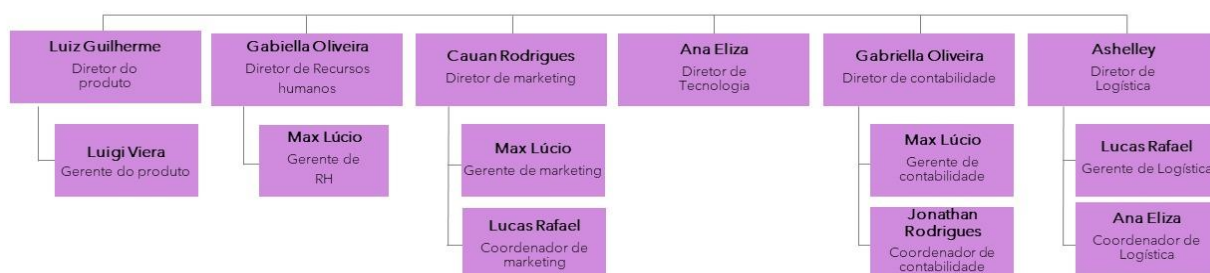 Luiz Guilherme
Diretor do
produto
Luigi Viera
Gerente do produto
Gabiella Oliveira
Diretor de Recursos
humanos
Max Lúcio
Gerente de
RH
Cauan Rodrigues
Diretor de marketing
Max Lúcio
Gerente de marketing
Lucas Rafael
Coordenador de
marketing
Ana Eliza
Diretor de
Tecnologia
Gabriella Oliveira
Diretor de contabilidade
Max Lúcio
Gerente de
contabilidade
Jonathan
Rodrigues
Coordenador de
contabilidade
Ashelley
Diretor de
Logística
Lucas Rafael
Gerente de Logística
Ana Eliza
Coordenador de
Logística